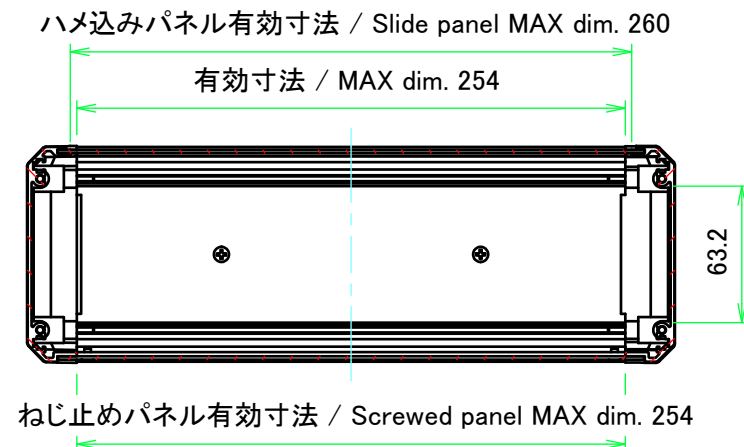 ハメ込みパネル有効寸法 / Slide panel MAX dim. 260
有効寸法 / MAX dim. 254
63.2
ねじ止めパネル有効寸法 / Screwed panel MAX dim. 254